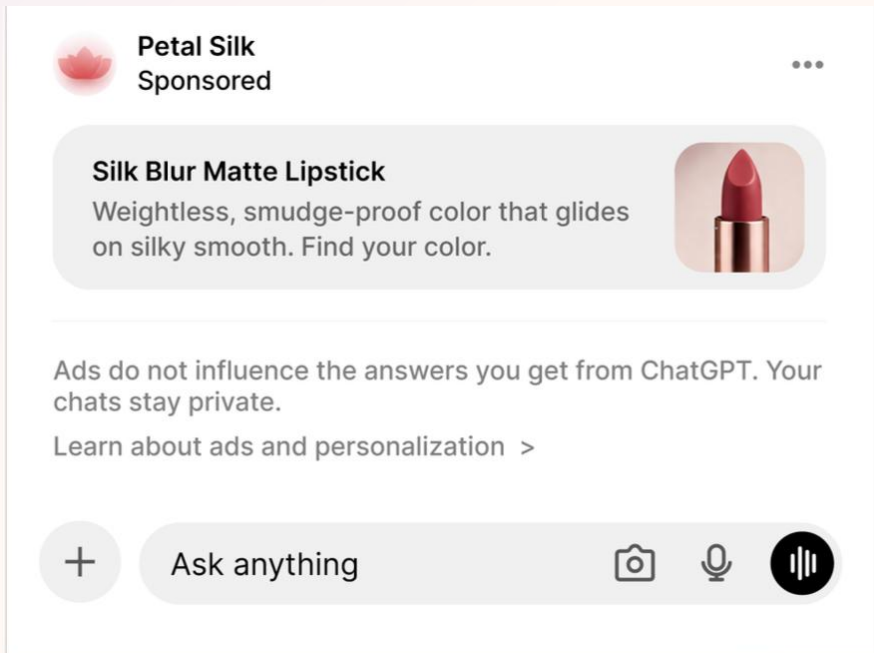 Petal Silk
Sponsored
Silk Blur Matte Lipstick
Weightless, smudge-proof color that glides
on silky smooth. Find your color.
Ads do not influence the answers you get from ChatGPT. Your
chats stay private.
Learn about ads and personalization >
Ask anything